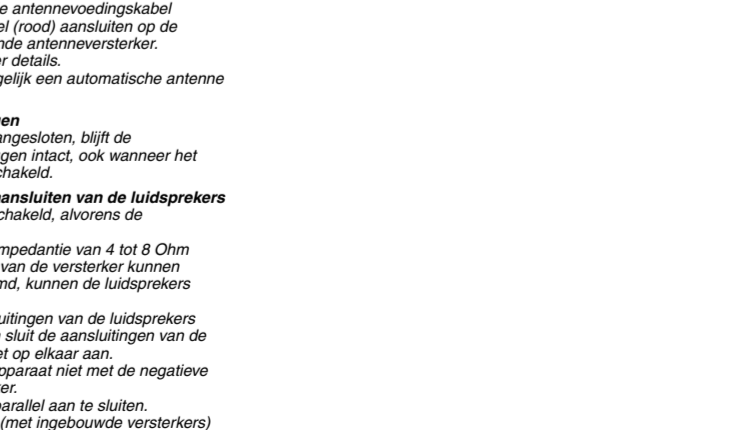 e antennevoedingskabel
el (rood) aansluiten op de
nde antenneversterker.
r details.
gelijk een automatische antenne
en
angesloten, blijft de
gen intact, ook wanneer het
chakeld.
aansluiten van de luidsprekers
chakeld, alvorens de
mpedantie van 4 tot 8 Ohm
van de versterker kunnen
md, kunnen de luidsprekers
uitingen van de luidsprekers
sluit de aansluitingen van de
et op elkaar aan.
pparaat niet met de negatieve
er.
arallel aan te sluiten.
(met ingebouwde versterkers)